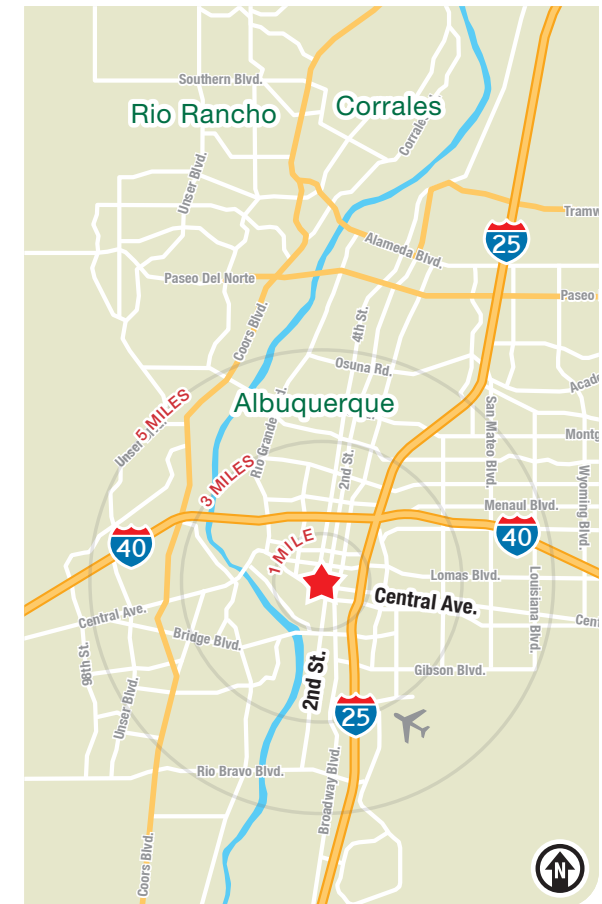 Southern Blvd.
Rio Rancho
Corrales
Corrales
Unser Blvd.
Tramw
25
Alameda Blvd.
Paseo Del Norte
Paseo
Coors Blvd.
4th St.
Osuna Rd.
Acade
5 MILES
Albuquerque
San Mateo Blvd.
Unser
Rio Grande
Montg
3 MILES
2nd St.
Wyoming Blvd.
Menaul Blvd.
40
40
1 MILE
Lomas Blvd.
Louisiana Blvd.
Central Ave.
Central Ave.
Cen
Bridge Blvd.
98th St.
2nd St.
Gibson Blvd.
Unser Blvd.
25
Rio Bravo Blvd.
Broadway Blvd.
Coors Blvd.
N